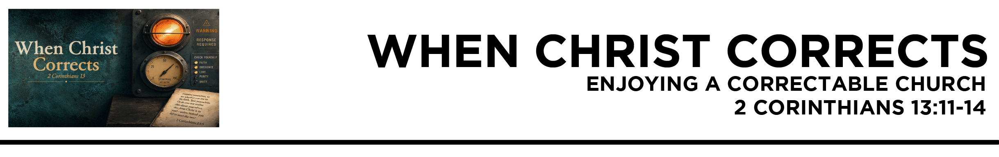 When Christ
Corrects
2 Corinthians 13
WARNING
RESPONSE
REQUIRED
CHECK YOURSELF
FAITH
OBEDIENCE
LOVE
PURITY
UNITY
25
50
75
0
100
SPIRITUAL
HEALTH
Examine yourselves, to
see whether you are in
the faith. Test yourselves.
Or do you not realize
this about yourselves,
that Jesus Christ is in
you?—unless indeed you
fail to meet the test!
- 2 Corinthians 13:5
WHEN CHRIST CORRECTS
ENJOYING A CORRECTABLE CHURCH
2 CORINTHIANS 13:11-14